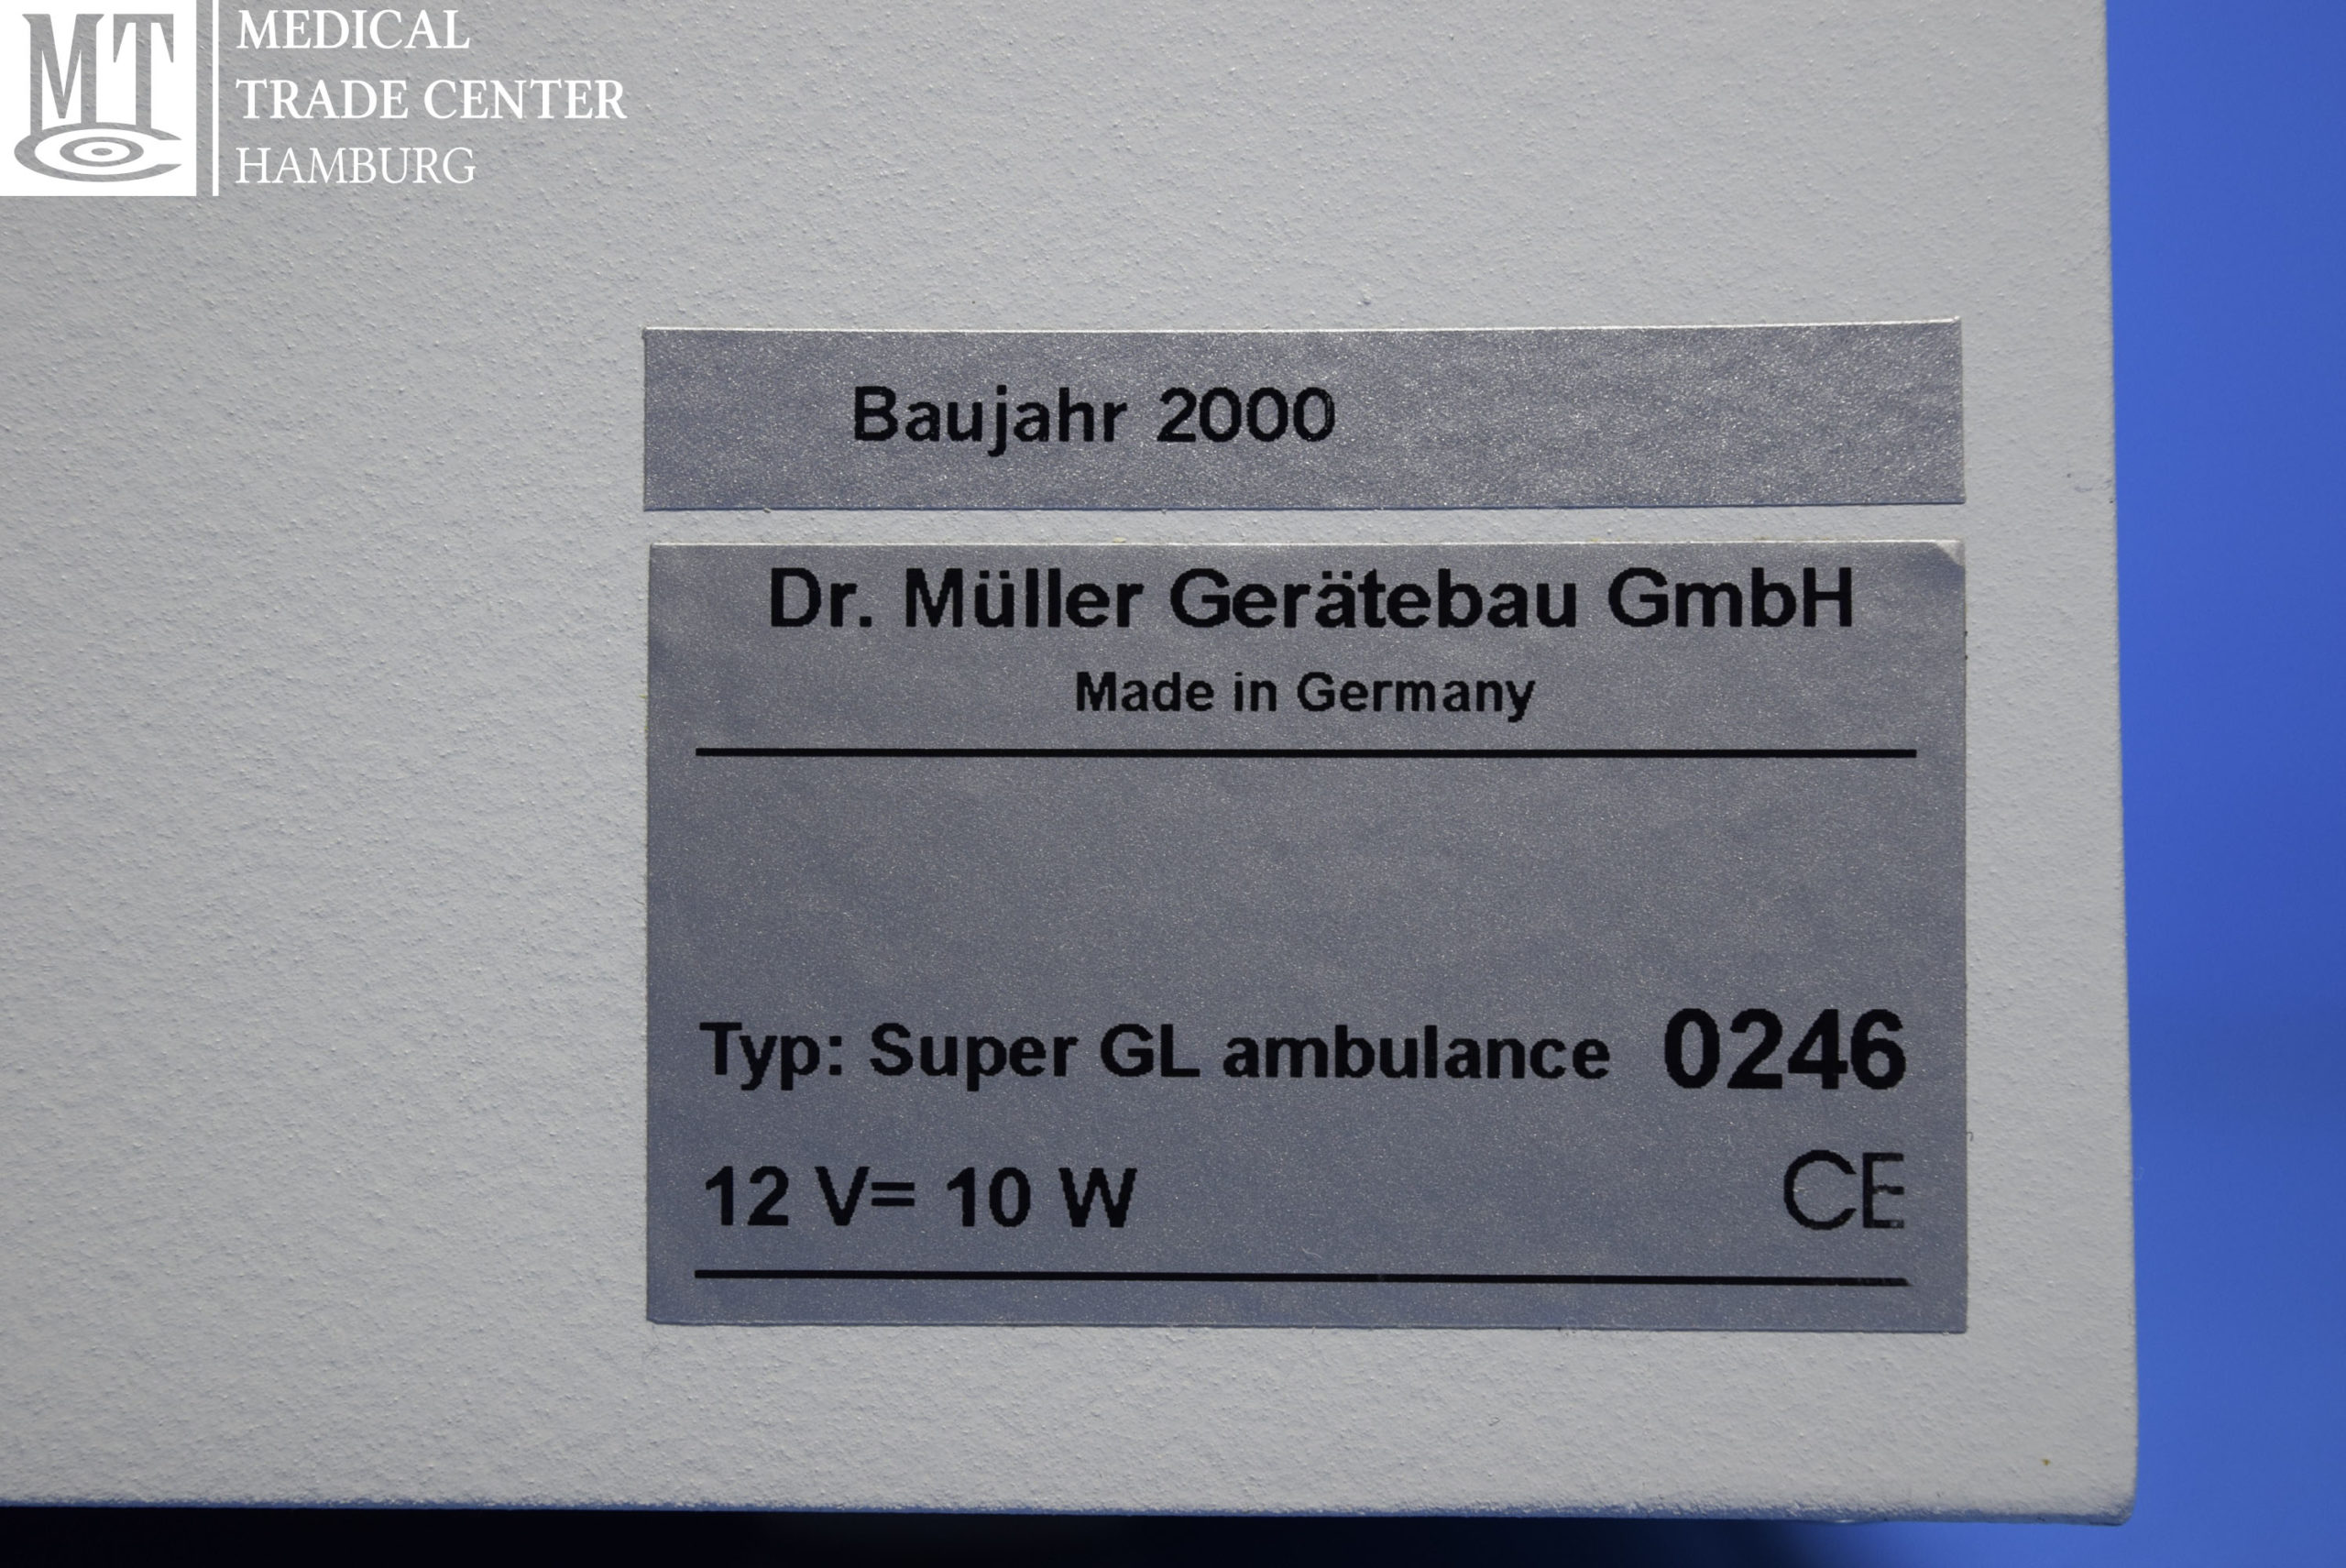 MTC
MEDICAL
TRADE CENTER
HAMBURG
Baujahr 2000
Dr. Müller Gerätebau GmbH
Made in Germany
Typ: Super GL ambulance 0246
12 V= 10 W CE